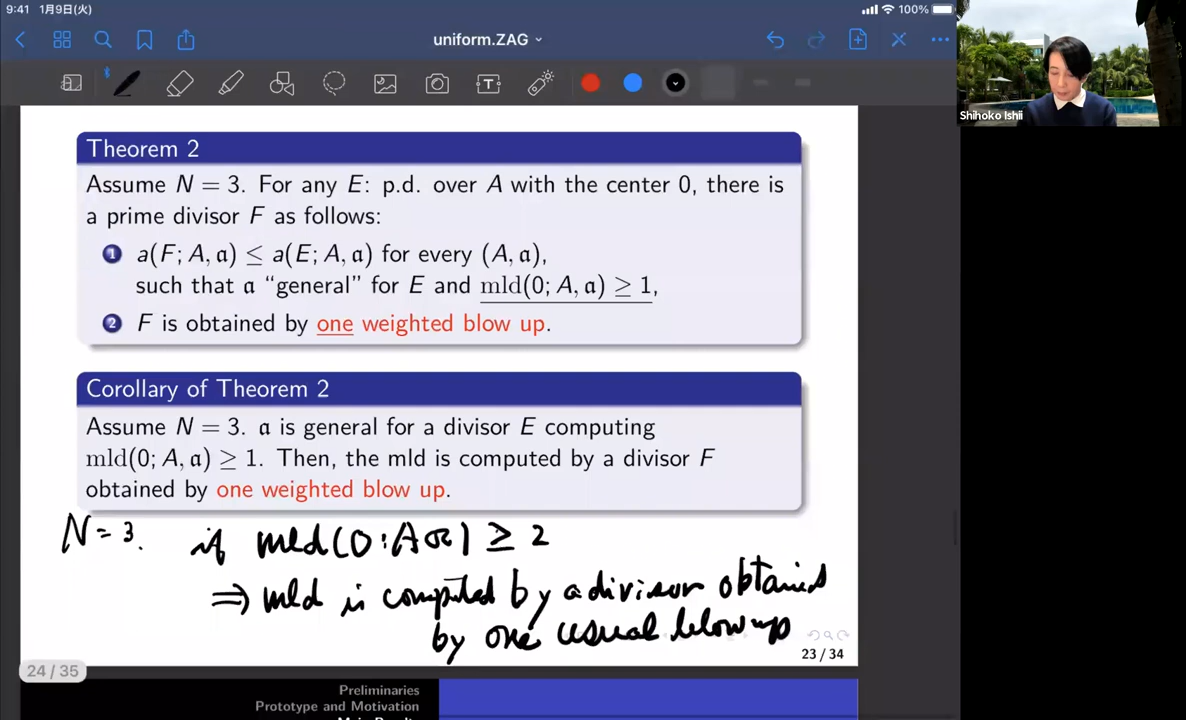 9:41 1月9日(火)
100%
uniform.ZAG
Shihoko Ishii
Theorem 2
Assume N = 3. For any E: p.d. over A with the center 0, there is
a prime divisor F as follows:
1 a(F; A, 𝔞) ≤ a(E; A, 𝔞) for every (A, 𝔞),
such that 𝔞 “general” for E and mld(0; A, 𝔞) ≥ 1,
2 F is obtained by one weighted blow up.
Corollary of Theorem 2
Assume N = 3. 𝔞 is general for a divisor E computing
mld(0; A, 𝔞) ≥ 1. Then, the mld is computed by a divisor F
obtained by one weighted blow up.
N = 3. if mld(0; A 𝔞) ≥ 2
⇒ mld is computed by a divisor obtained
by one usual blow up
23 / 34
24 / 35
Preliminaries
Prototype and Motivation